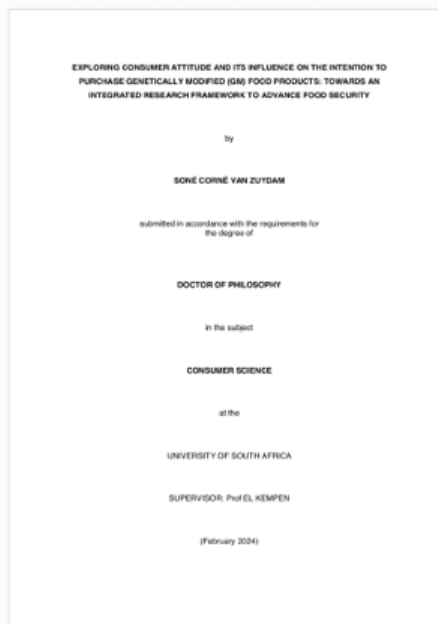 EXPLORING CONSUMER ATTITUDE AND ITS INFLUENCE ON THE INTENTION TO
PURCHASE GENETICALLY MODIFIED (GM) FOOD PRODUCTS: TOWARDS AN
INTEGRATED RESEARCH FRAMEWORK TO ADVANCE FOOD SECURITY
by
SONÉ CORNÉ VAN ZUYDAM
submitted in accordance with the requirements for
the degree of
DOCTOR OF PHILOSOPHY
in the subject
CONSUMER SCIENCE
at the
UNIVERSITY OF SOUTH AFRICA
SUPERVISOR: Prof EL KEMPEN
(February 2024)